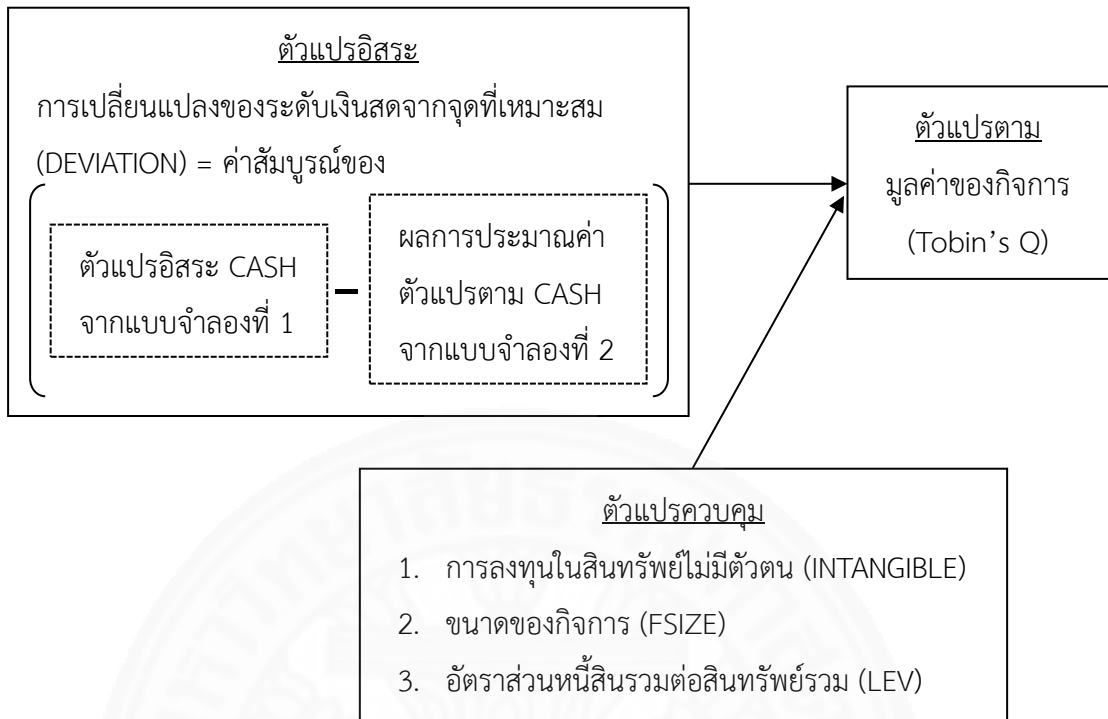 ตัวแปรอิสระ
การเปลี่ยนแปลงของระดับเงินสดจากจุดที่เหมาะสม
(DEVIATION) = ค่าสัมบูรณ์ของ
ตัวแปรอิสระ CASH
จากแบบจำลองที่ 1
ผลการประมาณค่า
ตัวแปรตาม CASH
จากแบบจำลองที่ 2
ตัวแปรตาม
มูลค่าของกิจการ
(Tobin's Q)
ตัวแปรควบคุม
1. การลงทุนในสินทรัพย์ไม่มีตัวตน (INTANGIBLE)
2. ขนาดของกิจการ (FSIZE)
3. อัตราส่วนหนี้สินรวมต่อสินทรัพย์รวม (LEV)